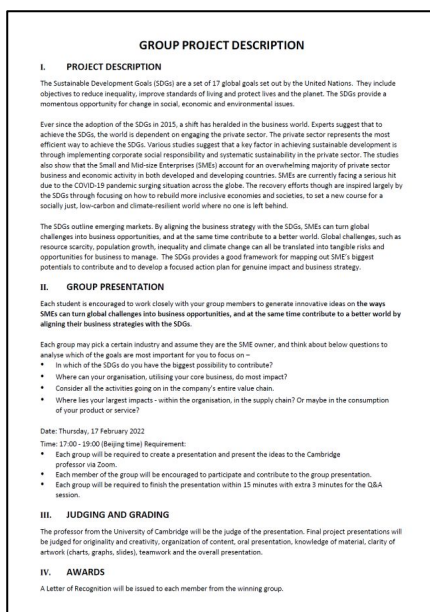 GROUP PROJECT DESCRIPTION
I. PROJECT DESCRIPTION
The Sustainable Development Goals (SDGs) are a set of 17 global goals set out by the United Nations. They include
objectives to reduce inequality, improve standards of living and protect lives and the planet. The SDGs provide a
momentous opportunity for change in social, economic and environmental issues.
Ever since the adoption of the SDGs in 2015, a shift has heralded in the business world. Experts suggest that to
achieve the SDGs, the world is dependent on engaging the private sector. The private sector represents the most
efficient way to achieve the SDGs. Various studies suggest that a key factor in achieving sustainable development is
through implementing corporate social responsibility and systematic sustainability in the private sector. The studies
also show that the Small and Mid-size Enterprises (SMEs) account for an overwhelming majority of private sector
business and economic activity in both developed and developing countries. SMEs are currently facing a serious hit
due to the COVID-19 pandemic surging situation across the globe. The recovery efforts though are inspired largely by
the SDGs through focusing on how to rebuild more inclusive economies and societies, to set a new course for a
socially just, low-carbon and climate-resilient world where no one is left behind.
The SDGs outline emerging markets. By aligning the business strategy with the SDGs, SMEs can turn global
challenges into business opportunities, and at the same time contribute to a better world. Global challenges, such as
resource scarcity, population growth, inequality and climate change can all be translated into tangible risks and
opportunities for business to manage. The SDGs provides a good framework for mapping out SME's biggest
potentials to contribute and to develop a focused action plan for genuine impact and business strategy.
II. GROUP PRESENTATION
Each student is encouraged to work closely with your group members to generate innovative ideas on the ways
SMEs can turn global challenges into business opportunities, and at the same time contribute to a better world by
aligning their business strategies with the SDGs.
Each group may pick a certain industry and assume they are the SME owner, and think about below questions to
analyse which of the goals are most important for you to focus on –
• In which of the SDGs do you have the biggest possibility to contribute?
• Where can your organisation, utilising your core business, do most impact?
• Consider all the activities going on in the company's entire value chain.
• Where lies your largest impacts - within the organisation, in the supply chain? Or maybe in the consumption
of your product or service?
Date: Thursday, 17 February 2022
Time: 17:00 - 19:00 (Beijing time) Requirement:
• Each group will be required to create a presentation and present the ideas to the Cambridge
professor via Zoom.
• Each member of the group will be encouraged to participate and contribute to the group presentation.
• Each group will be required to finish the presentation within 15 minutes with extra 3 minutes for the Q&A
session.
III. JUDGING AND GRADING
The professor from the University of Cambridge will be the judge of the presentation. Final project presentations will
be judged for originality and creativity, organization of content, oral presentation, knowledge of material, clarity of
artwork (charts, graphs, slides), teamwork and the overall presentation.
IV. AWARDS
A Letter of Recognition will be issued to each member from the winning group.